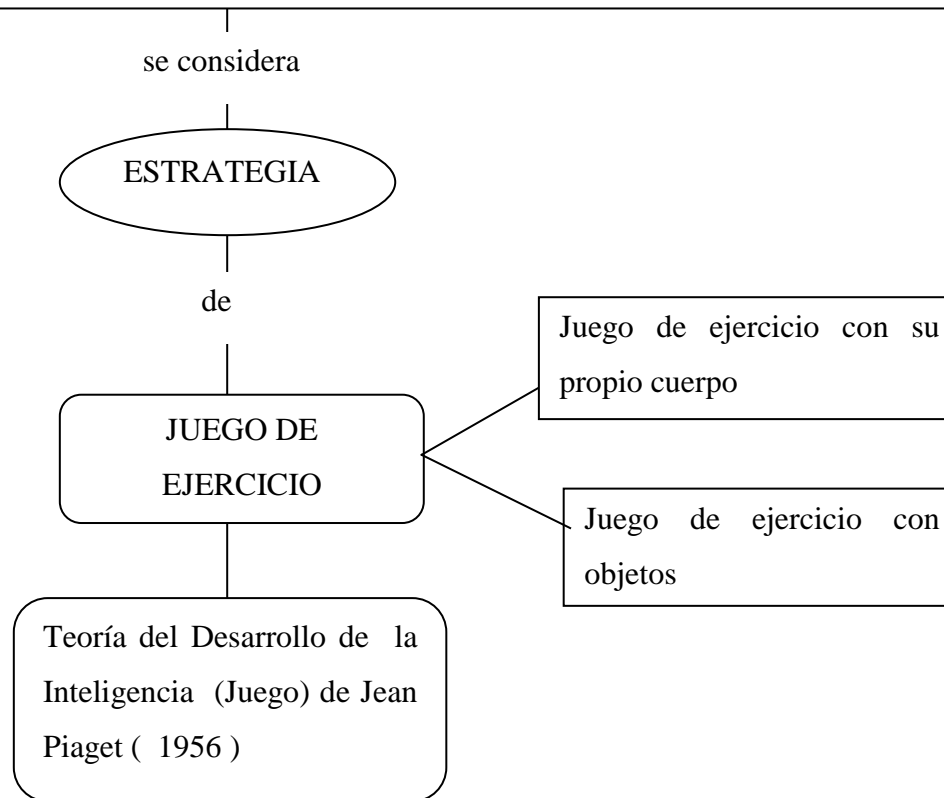 se considera
ESTRATEGIA
de
JUEGO DE
EJERCICIO
Juego de ejercicio con su
propio cuerpo
Juego de ejercicio con
objetos
Teoría del Desarrollo de la
Inteligencia (Juego) de Jean
Piaget ( 1956 )